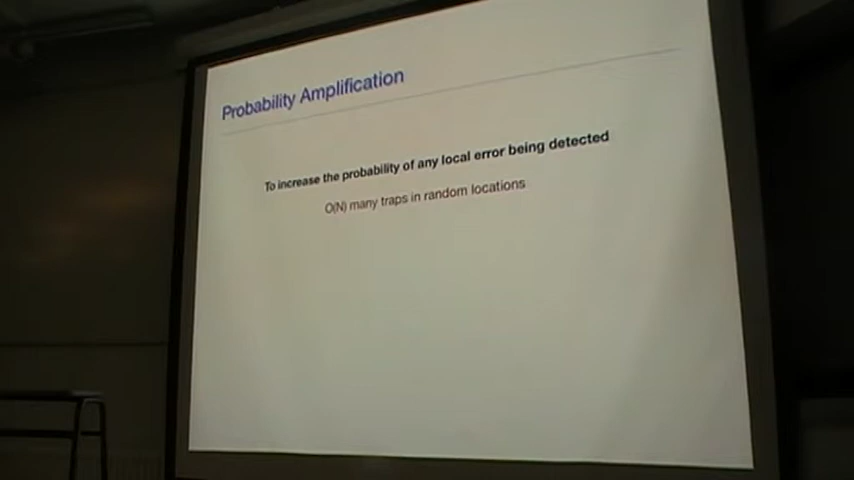 Probability Amplification
To increase the probability of any local error being detected
O(N) many traps in random locations